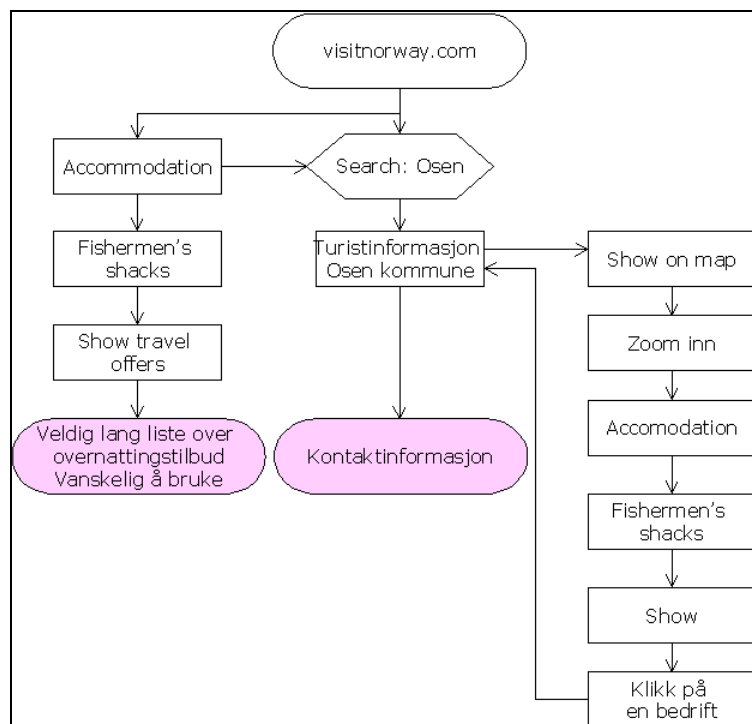 visitnorway.com
Accommodation
Search: Osen
Fishermen's
shacks
Turistinformasjon
Osen kommune
Show on map
Show travel
offers
Zoom inn
Veldig lang liste over
overnattingstilbud
Vanskelig å bruke
Kontaktinformasjon
Accomodation
Fishermen's
shacks
Show
Klikk på
en bedrift